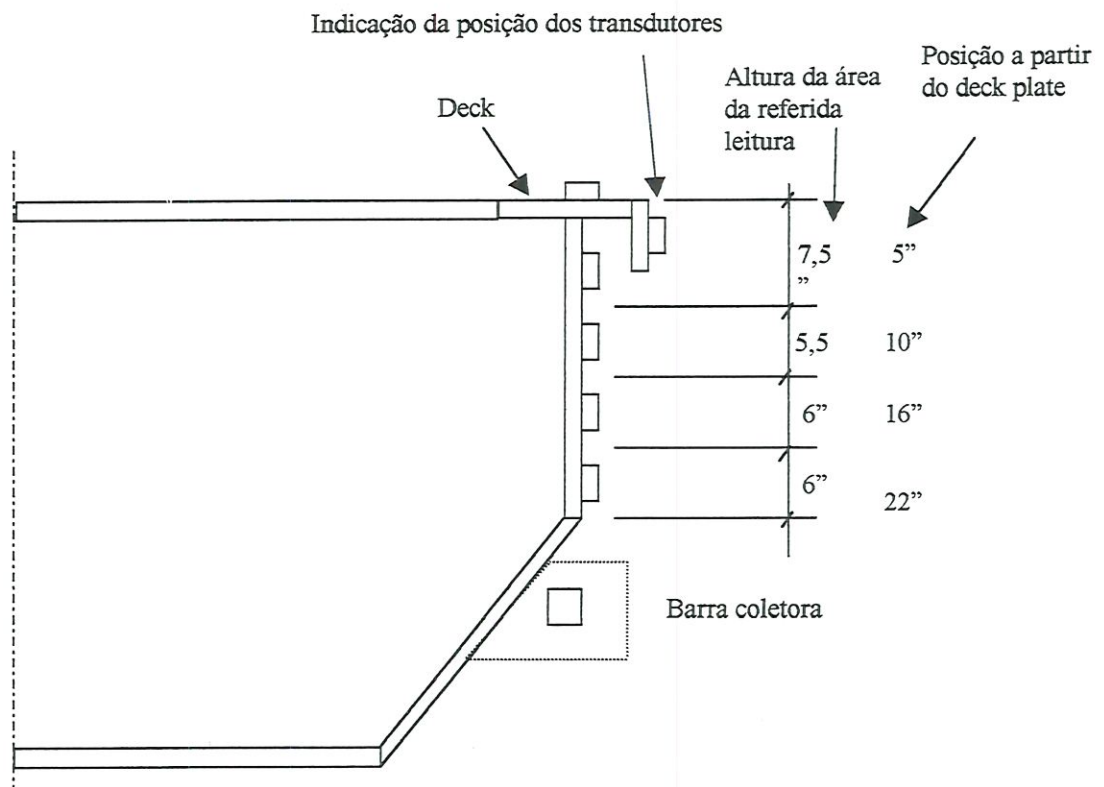 Indicação da posição dos transdutores
Deck
Altura da área
da referida
leitura
Posição a partir
do deck plate
7,5
”
5”
5,5
10”
6”
16”
6”
22”
Barra coletora